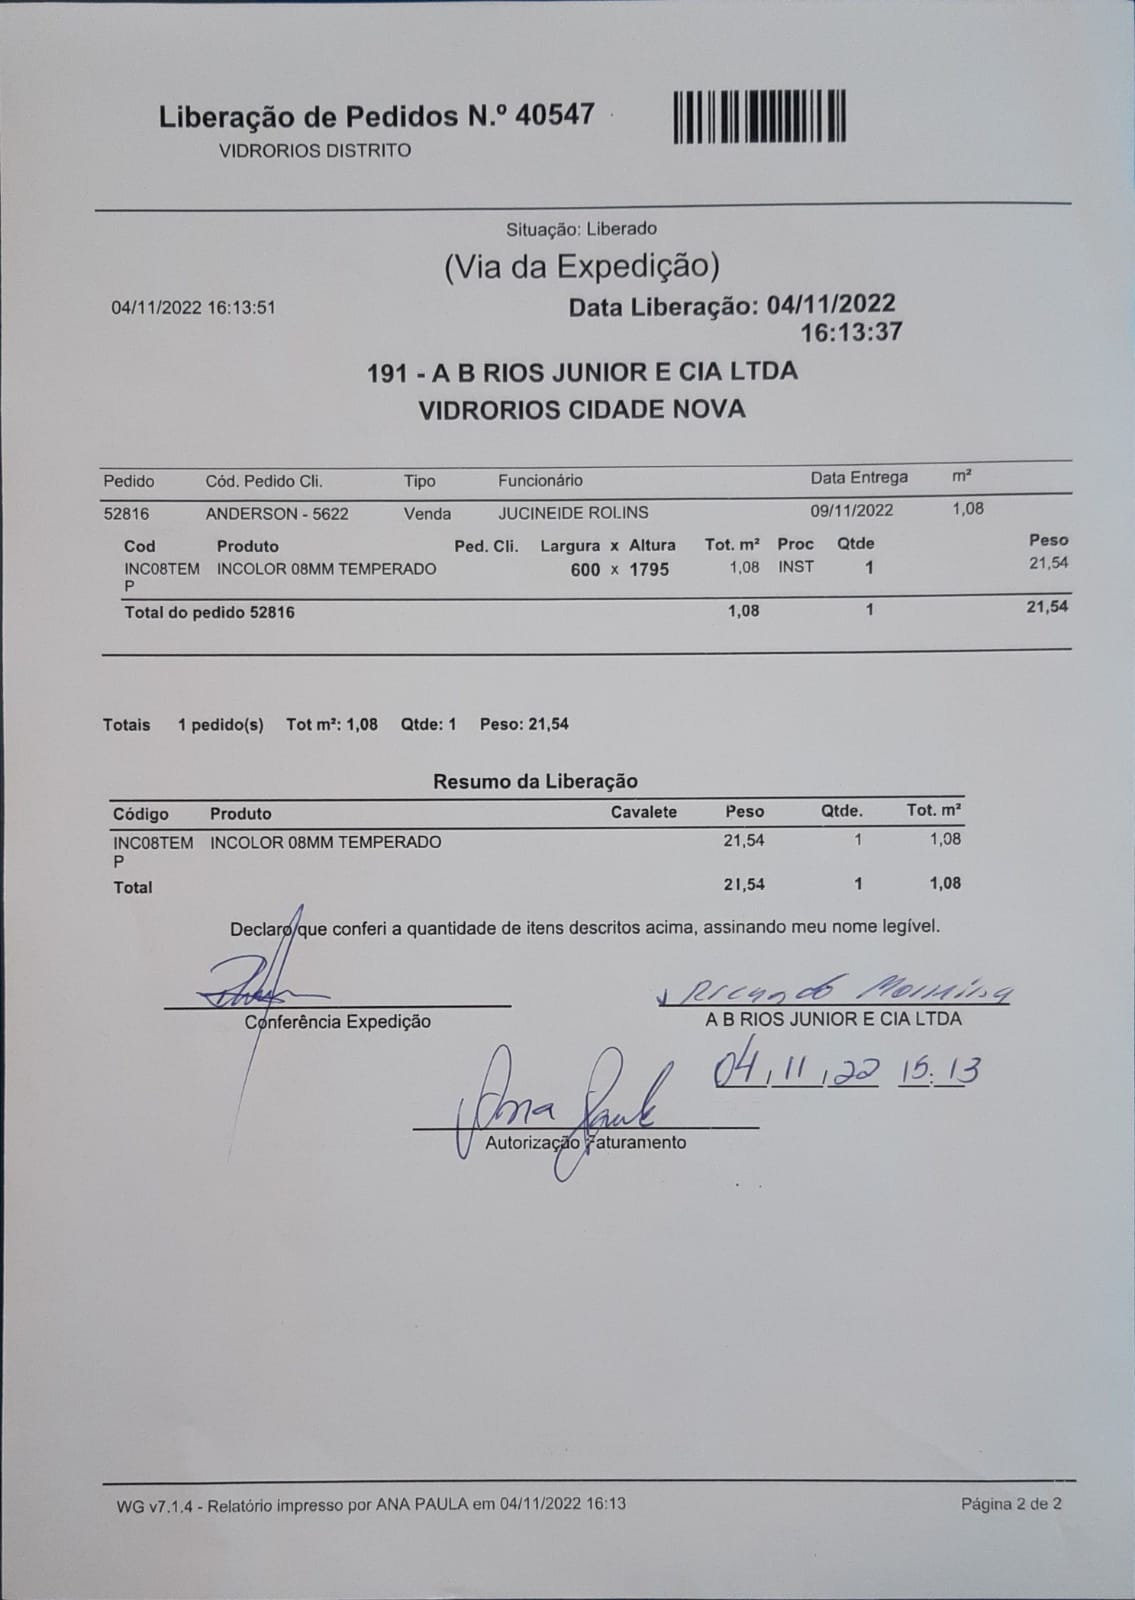 Liberação de Pedidos N.º 40547
VIDRORIOS DISTRITO
Situação: Liberado
(Via da Expedição)
04/11/2022 16:13:51
Data Liberação: 04/11/2022
16:13:37
191 - A B RIOS JUNIOR E CIA LTDA
VIDRORIOS CIDADE NOVA
Pedido Cód. Pedido Cli. Tipo Funcionário Data Entrega m²
52816 ANDERSON - 5622 Venda JUCINEIDE ROLINS 09/11/2022 1,08
Cod Produto Ped. Cli. Largura x Altura Tot. m² Proc Qtde Peso
INC08TEM INCOLOR 08MM TEMPERADO 600 x 1795 1,08 INST 1 21,54
P
Total do pedido 52816 1,08 1 21,54
Totais 1 pedido(s) Tot m²: 1,08 Qtde: 1 Peso: 21,54
Resumo da Liberação
Código Produto Cavalete Peso Qtde. Tot. m²
INC08TEM INCOLOR 08MM TEMPERADO 21,54 1 1,08
P
Total 21,54 1 1,08
Declaro que conferi a quantidade de itens descritos acima, assinando meu nome legível.
Ricardo
Conferência Expedição
A B RIOS JUNIOR E CIA LTDA
04,11,22 15:13
Ana Paula
Autorização Faturamento
WG v7.1.4 - Relatório impresso por ANA PAULA em 04/11/2022 16:13
Página 2 de 2